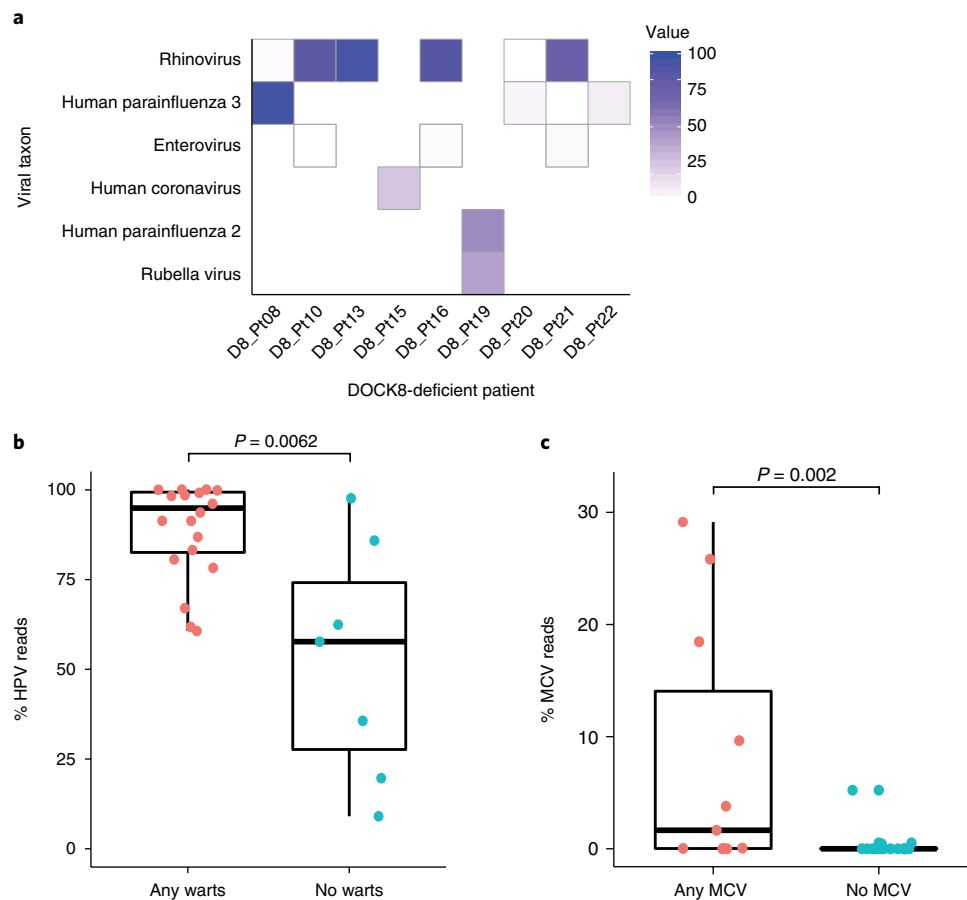 a
Value
Rhinovirus
Human parainfluenza 3
Enterovirus
Human coronavirus
Human parainfluenza 2
Rubella virus
Viral taxon
100
75
50
25
0
D8_Pt08
D8_Pt10
D8_Pt13
D8_Pt15
D8_Pt16
D8_Pt19
D8_Pt20
D8_Pt21
D8_Pt22
DOCK8-deficient patient
b
P = 0.0062
% HPV reads
100
75
50
25
0
Any warts
No warts
c
P = 0.002
% MCV reads
30
20
10
0
Any MCV
No MCV